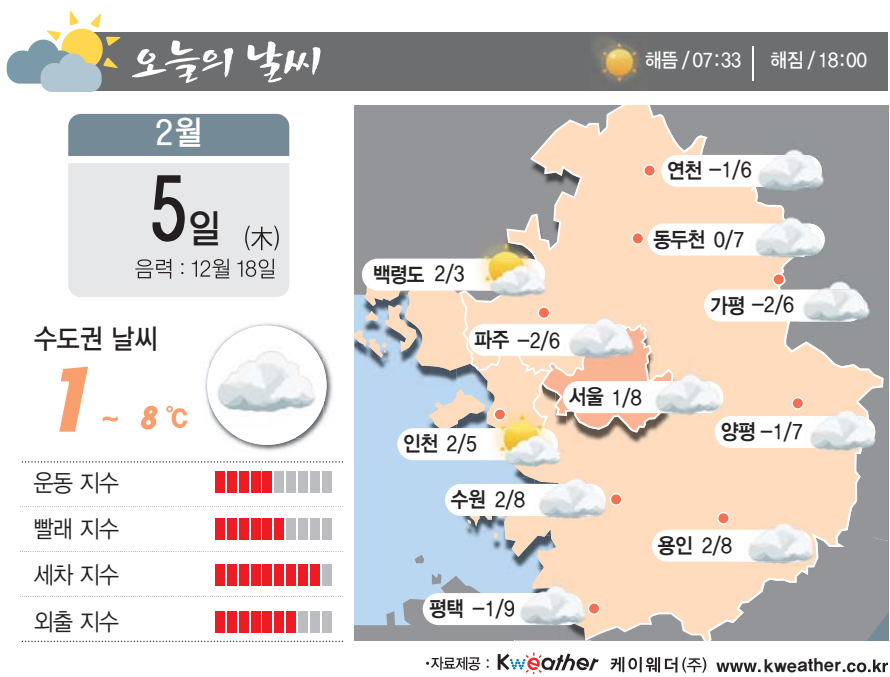 오늘의 날씨
해뜸 / 07:33 | 해짐 / 18:00
2월
5일 (木)
음력 : 12월 18일
수도권 날씨
1 ~ 8 ℃
운동 지수
빨래 지수
세차 지수
외출 지수
연천 -1/6
동두천 0/7
백령도 2/3
가평 -2/6
파주 -2/6
서울 1/8
양평 -1/7
인천 2/5
수원 2/8
용인 2/8
평택 -1/9
·자료제공 : Kweather 케이웨더(주) www.kweather.co.kr